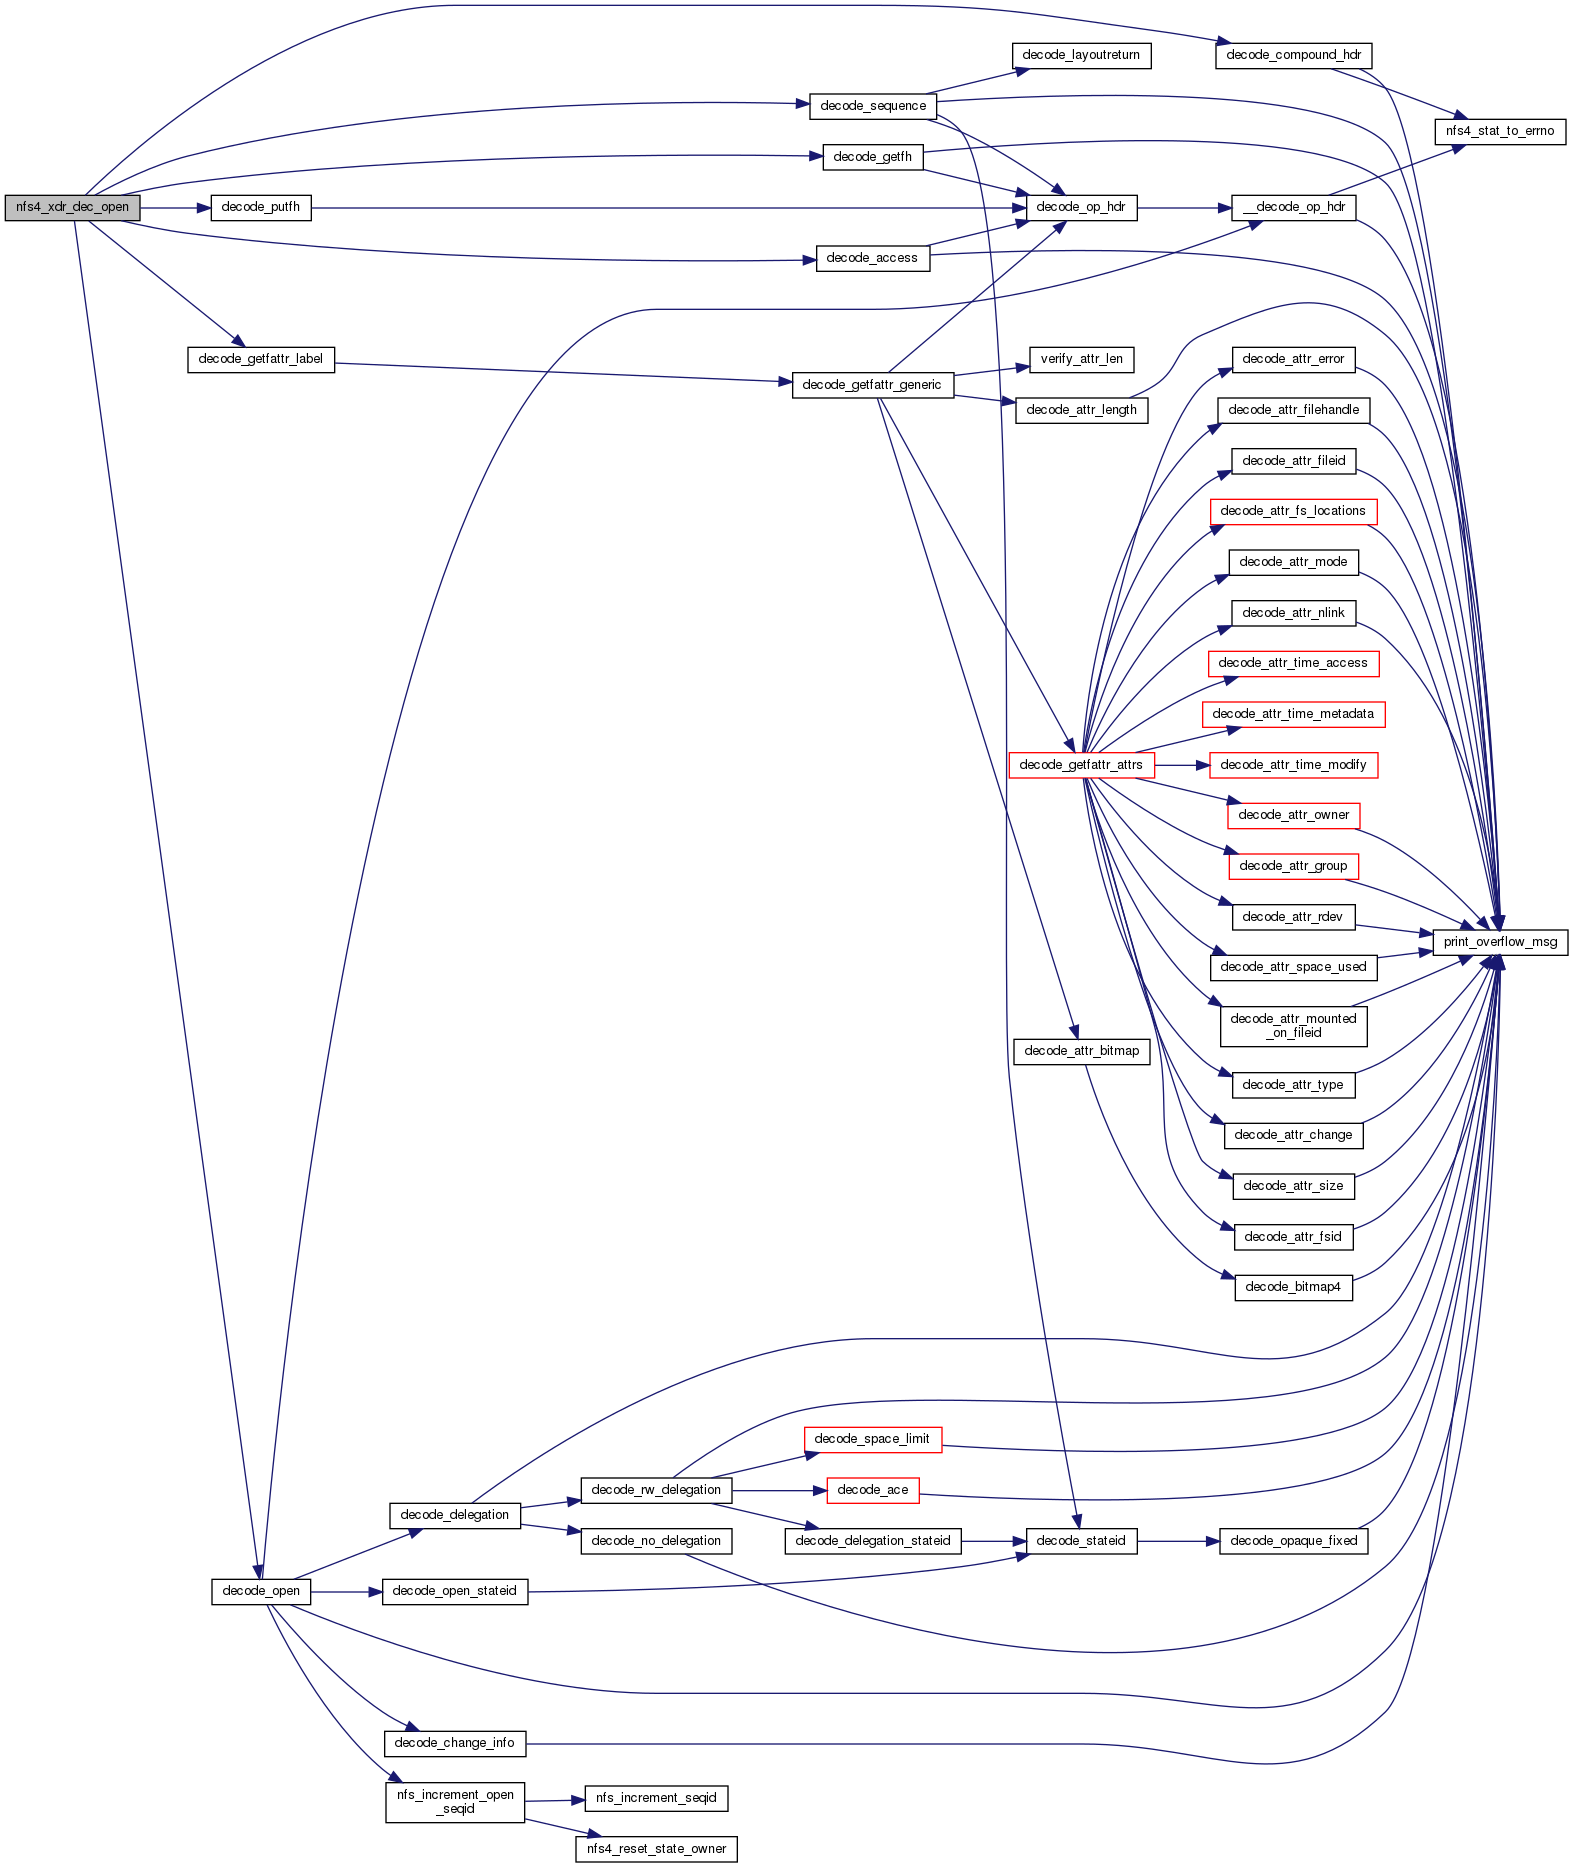 decode_layoutreturn
decode_compound_hdr
decode_sequence
nfs4_stat_to_errno
decode_getfh
nfs4_xdr_dec_open
decode_putfh
decode_op_hdr
__decode_op_hdr
decode_access
decode_getfattr_label
verify_attr_len
decode_attr_error
decode_getfattr_generic
decode_attr_length
decode_attr_filehandle
decode_attr_fileid
decode_attr_fs_locations
decode_attr_mode
decode_attr_nlink
decode_attr_time_access
decode_attr_time_metadata
decode_getfattr_attrs
decode_attr_time_modify
decode_attr_owner
decode_attr_group
decode_attr_rdev
print_overflow_msg
decode_attr_space_used
decode_attr_mounted
_on_fileid
decode_attr_bitmap
decode_attr_type
decode_attr_change
decode_attr_size
decode_attr_fsid
decode_bitmap4
decode_space_limit
decode_rw_delegation
decode_ace
decode_delegation
decode_no_delegation
decode_delegation_stateid
decode_stateid
decode_opaque_fixed
decode_open
decode_open_stateid
decode_change_info
nfs_increment_open
_seqid
nfs_increment_seqid
nfs4_reset_state_owner